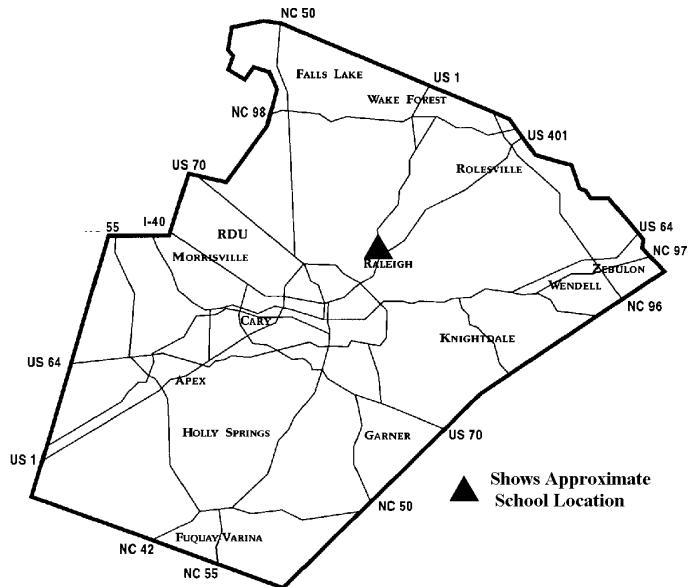 NC 50
FALLS LAKE
US 1
WAKE FOREST
NC 98
US 401
US 70
ROLESVILLE
55
I-40
RDU
US 64
MORRISVILLE
RALEIGH
NC 97
ZEBULON
WENDELL
NC 96
CARY
KNIGHTDALE
US 64
APEX
HOLLY SPRINGS
GARNER
US 70
US 1
Shows Approximate
School Location
NC 50
FUQUAY VARINA
NC 42
NC 55